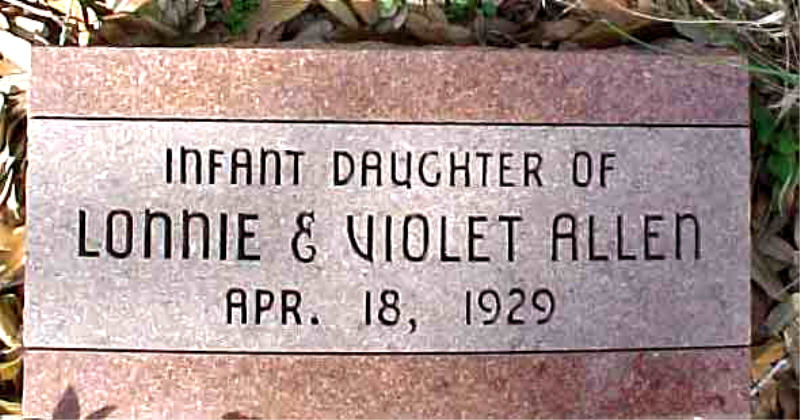 INFANT DAUGHTER OF
LONNIE & VIOLET ALLEN
APR. 18, 1929